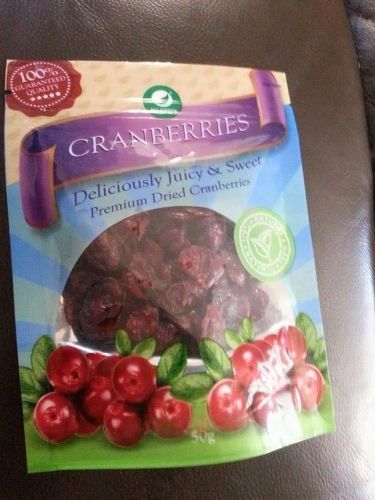 100%
GUARANTEED
QUALITY
CRANBERRIES
Deliciously Juicy & Sweet
Premium Dried Cranberries
50g